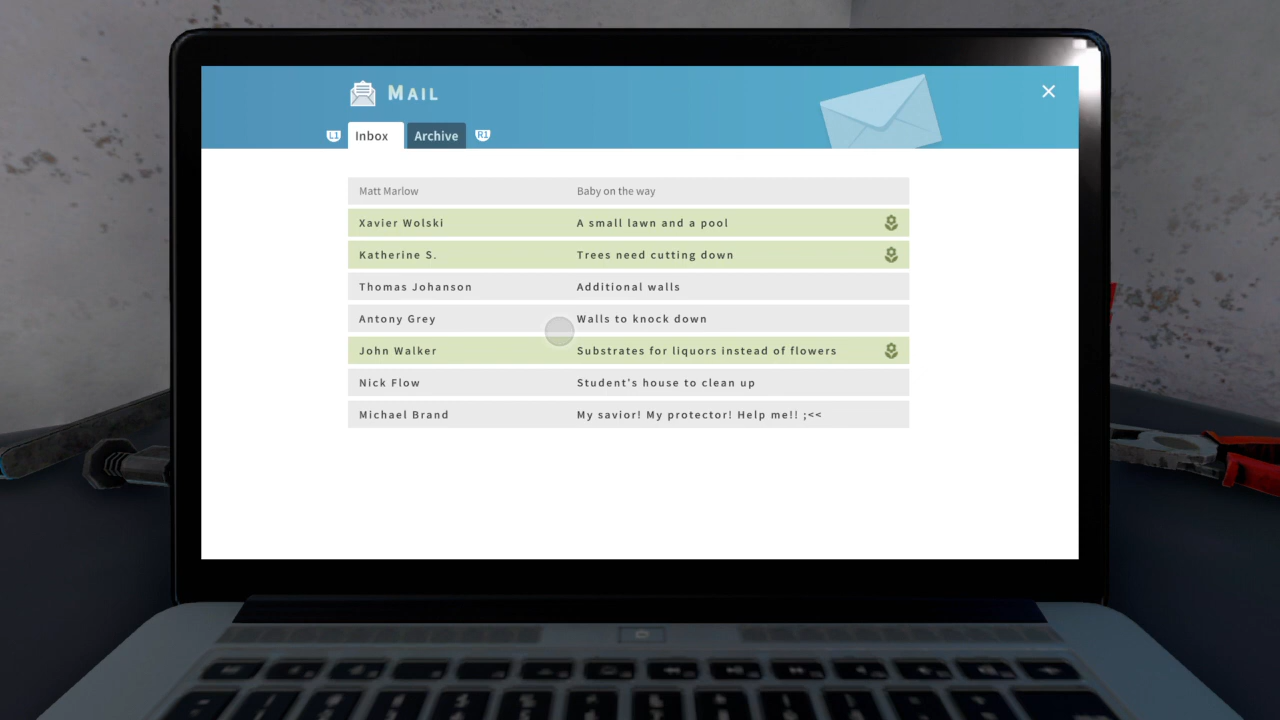 MAIL
L1 Inbox Archive R1
Matt Marlow Baby on the way
Xavier Wolski A small lawn and a pool
Katherine S. Trees need cutting down
Thomas Johanson Additional walls
Antony Grey Walls to knock down
John Walker Substrates for liquors instead of flowers
Nick Flow Student's house to clean up
Michael Brand My savior! My protector! Help me!! ;<<